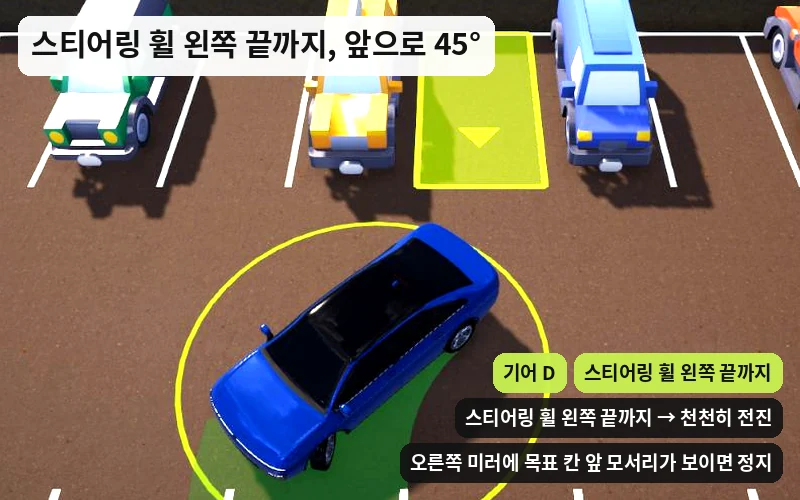 스티어링 휠 왼쪽 끝까지, 앞으로 45°
기어 D
스티어링 휠 왼쪽 끝까지
스티어링 휠 왼쪽 끝까지 → 천천히 전진
오른쪽 미러에 목표 칸 앞 모서리가 보이면 정지